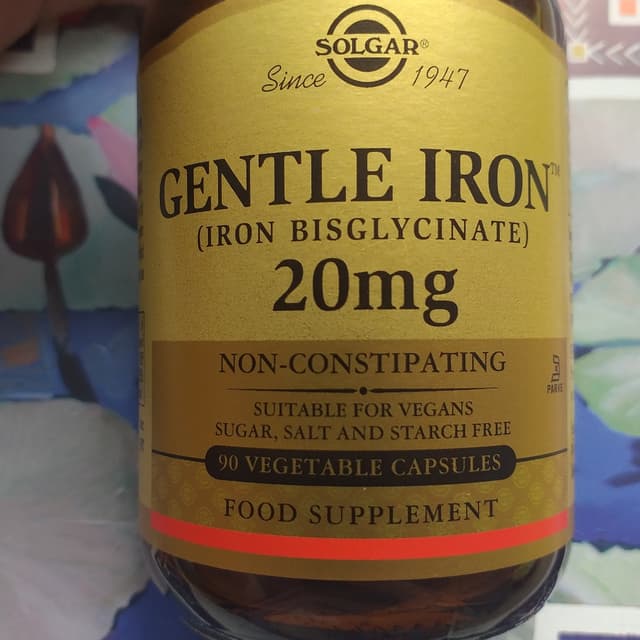 SOLGAR®
Since 1947
GENTLE IRON™
(IRON BISGLYCINATE)
20mg
NON-CONSTIPATING
PARVE
SUITABLE FOR VEGANS
SUGAR, SALT AND STARCH FREE
90 VEGETABLE CAPSULES
FOOD SUPPLEMENT